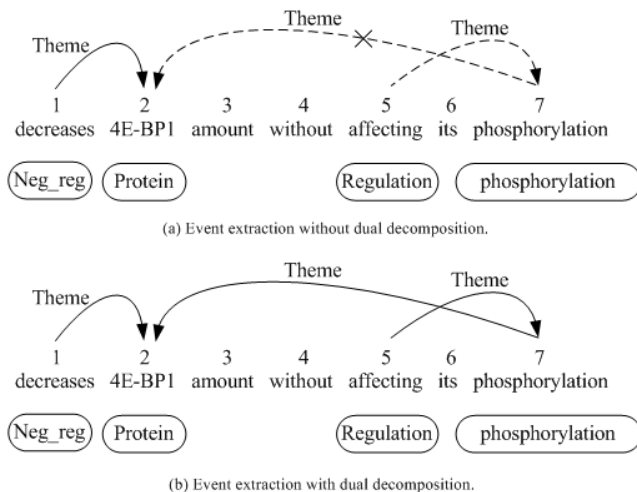 Theme
Theme Theme
1 2 3 4 5 6 7
decreases 4E-BP1 amount without affecting its phosphorylation
Neg_reg Protein Regulation phosphorylation
(a) Event extraction without dual decomposition.
Theme
Theme Theme
1 2 3 4 5 6 7
decreases 4E-BP1 amount without affecting its phosphorylation
Neg_reg Protein Regulation phosphorylation
(b) Event extraction with dual decomposition.